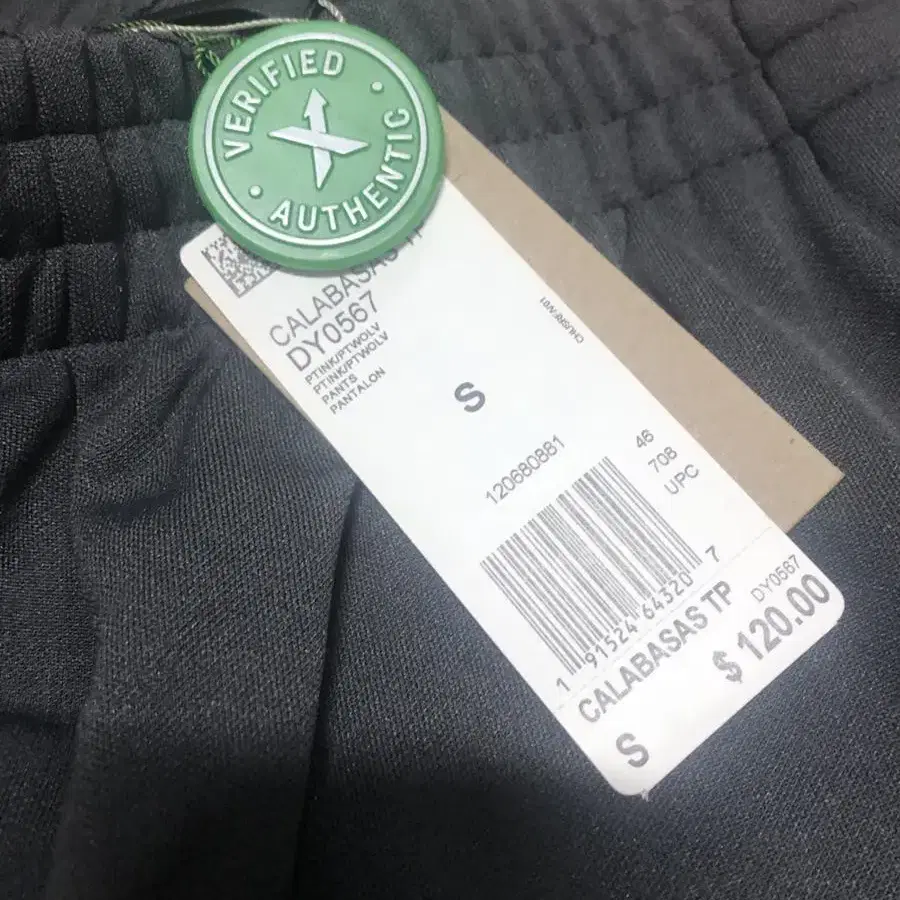 VERIFIED
AUTHENTIC
CALABASAS TP
DY0567
PTINK/PTWOLV
PTINK/PTWOLV
PANTS
PANTALON
S
120680881
46
708
UPC
1 91524 64320 7
CALABASAS TP
DY0567
$ 120.00
S